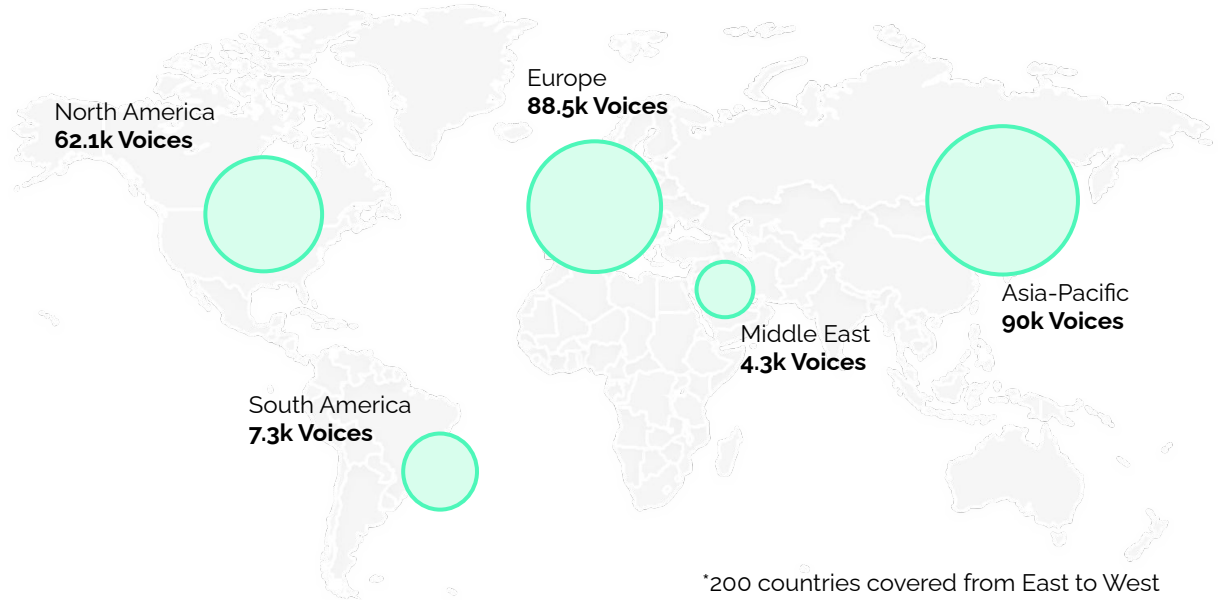 Europe
88.5k Voices
North America
62.1k Voices
Asia-Pacific
90k Voices
Middle East
4.3k Voices
South America
7.3k Voices
*200 countries covered from East to West